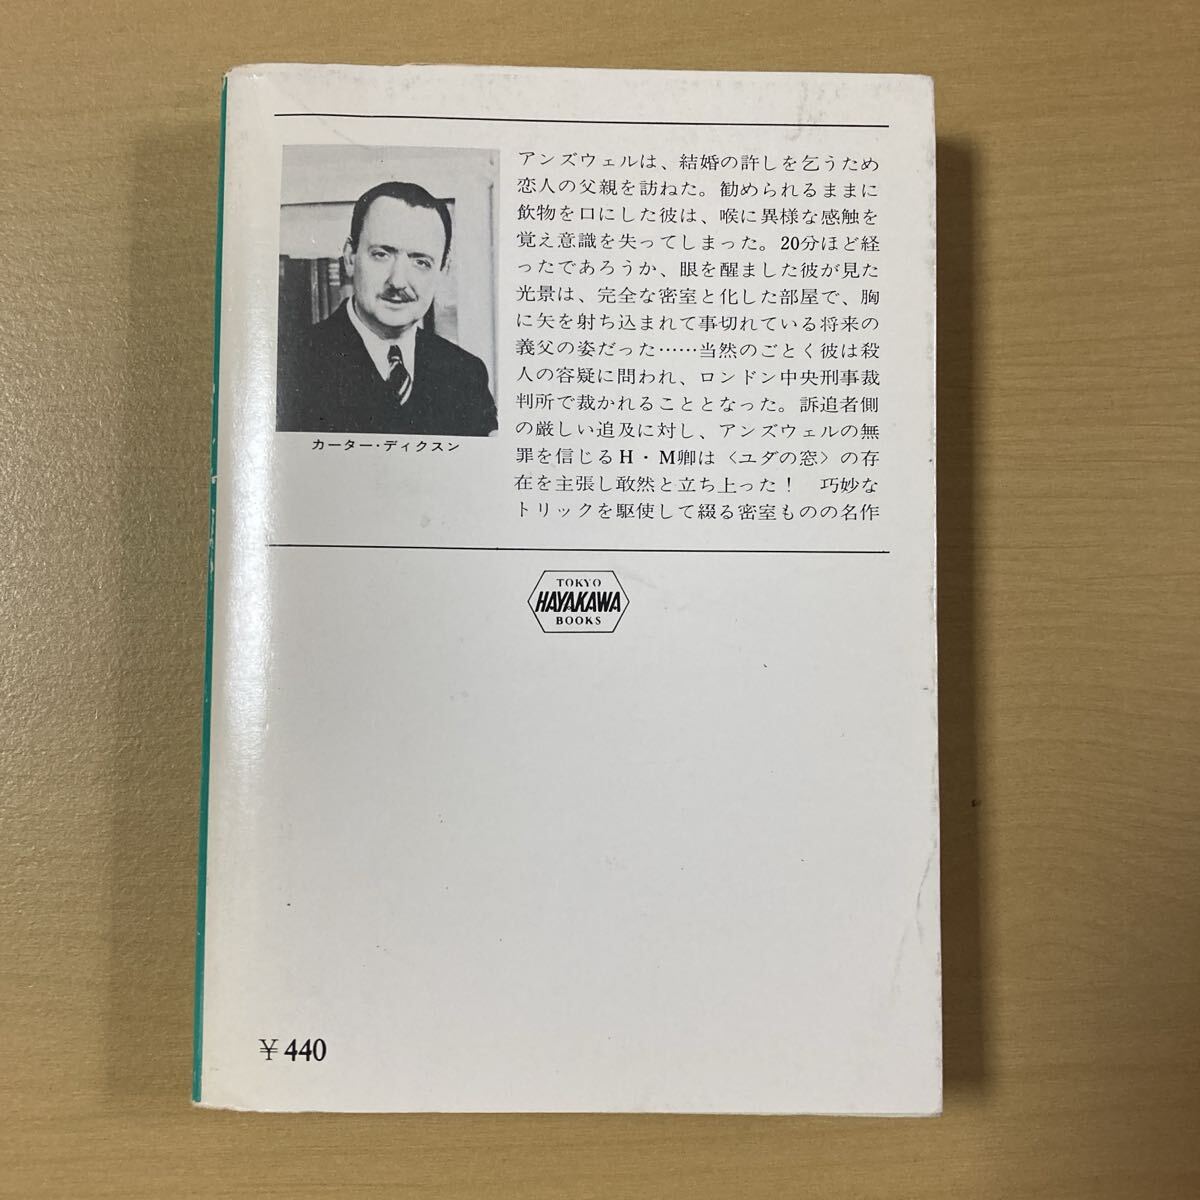 アンズウェルは、結婚の許しを乞うため
恋人の父親を訪ねた。勧められるままに
飲物を口にした彼は、喉に異様な感触を
覚え意識を失ってしまった。20分ほど経
ったであろうか、眼を醒ました彼が見た
光景は、完全な密室と化した部屋で、胸
に矢を射ち込まれて事切れている将来の
義父の姿だった……当然のごとく彼は殺
人の容疑に問われ、ロンドン中央刑事裁
判所で裁かれることとなった。訴追者側
の厳しい追及に対し、アンズウェルの無
罪を信じるH・M卿は〈ユダの窓〉の存
在を主張し敢然と立ち上った！　巧妙な
トリックを駆使して綴る密室ものの名作
カーター・ディクスン
TOKYO
HAYAKAWA
BOOKS
￥440